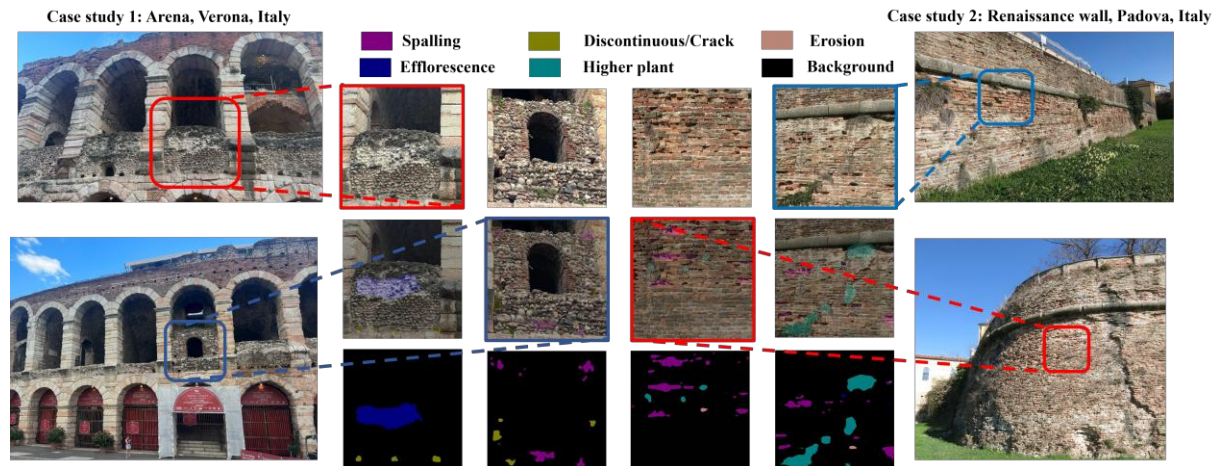 Case study 1: Arena, Verona, Italy
Case study 2: Renaissance wall, Padova, Italy
Spalling
Discontinuous/Crack
Erosion
Efflorescence
Higher plant
Background